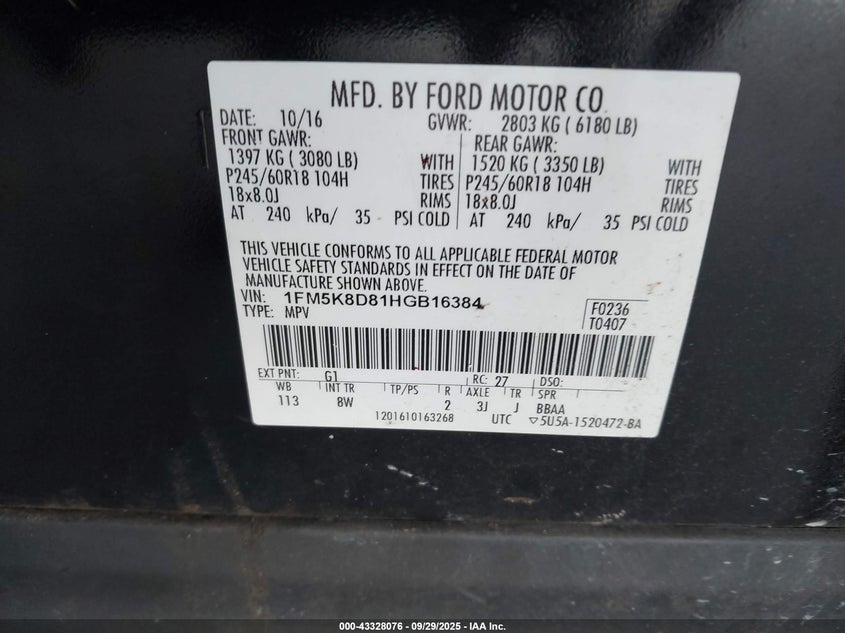 MFD. BY FORD MOTOR CO.
DATE: 10/16 GVWR: 2803 KG ( 6180 LB)
FRONT GAWR: REAR GAWR:
1397 KG ( 3080 LB) WITH 1520 KG ( 3350 LB) WITH
P245/60R18 104H TIRES P245/60R18 104H TIRES
18x8.0J RIMS 18x8.0J RIMS
AT 240 kPa/ 35 PSI COLD AT 240 kPa/ 35 PSI COLD
THIS VEHICLE CONFORMS TO ALL APPLICABLE FEDERAL MOTOR
VEHICLE SAFETY STANDARDS IN EFFECT ON THE DATE OF
MANUFACTURE SHOWN ABOVE.
VIN: 1FM5K8D81HGB16384
TYPE: MPV
F0236
T0407
EXT PNT: G1 RC: 27 DSO:
WB INT TR TP/PS R AXLE TR SPR
113 8W 2 3J J BBAA
1201610163268 UTC ▽5U5A-1520472-BA
000-43328076 - 09/29/2025 - IAA Inc.